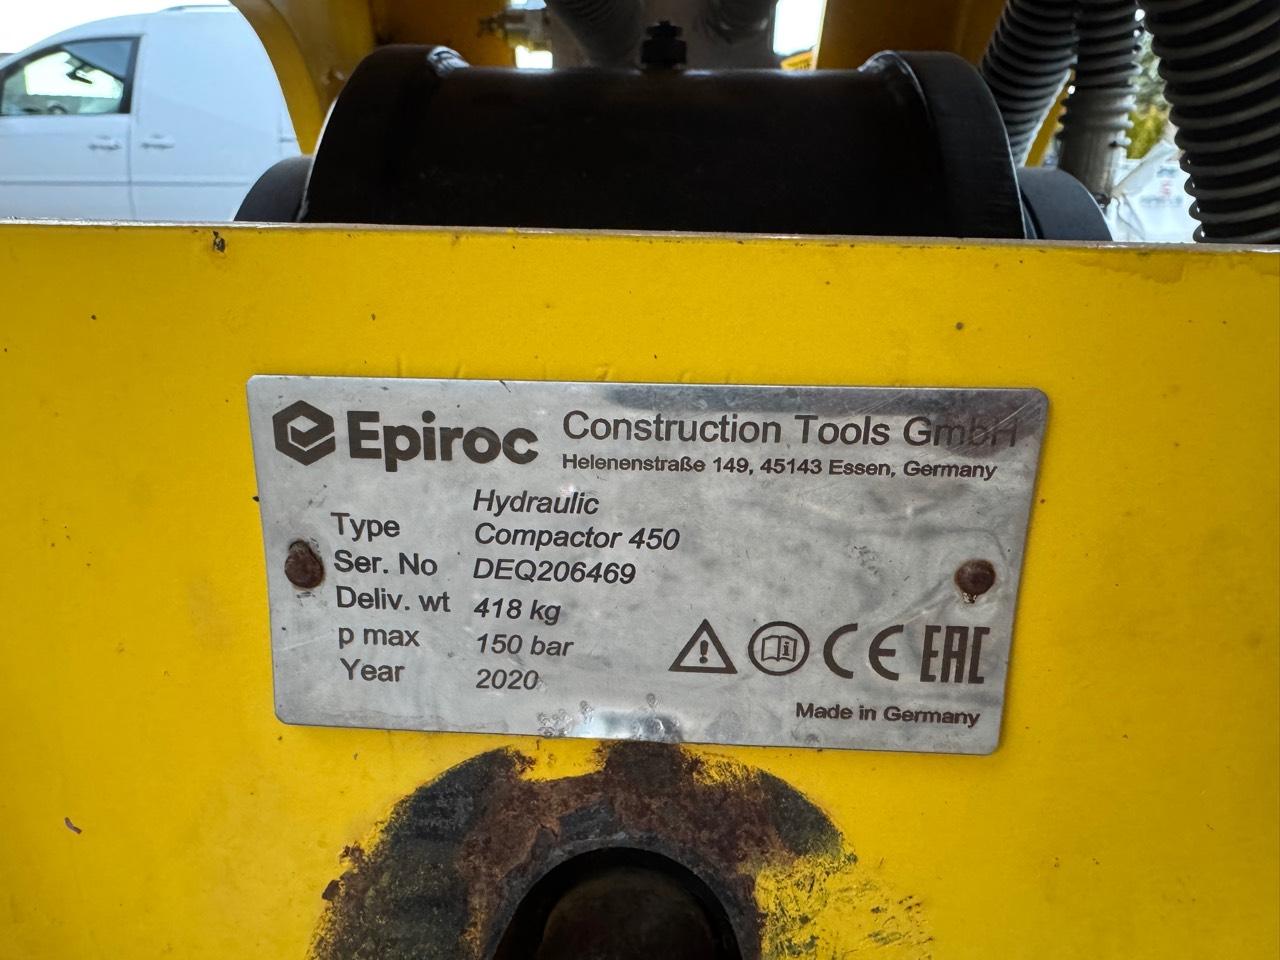 Epiroc Construction Tools GmbH
Helenenstraße 149, 45143 Essen, Germany
Type Hydraulic
Compactor 450
Ser. No DEQ206469
Deliv. wt 418 kg
p max 150 bar
Year 2020
CE EAC
Made in Germany